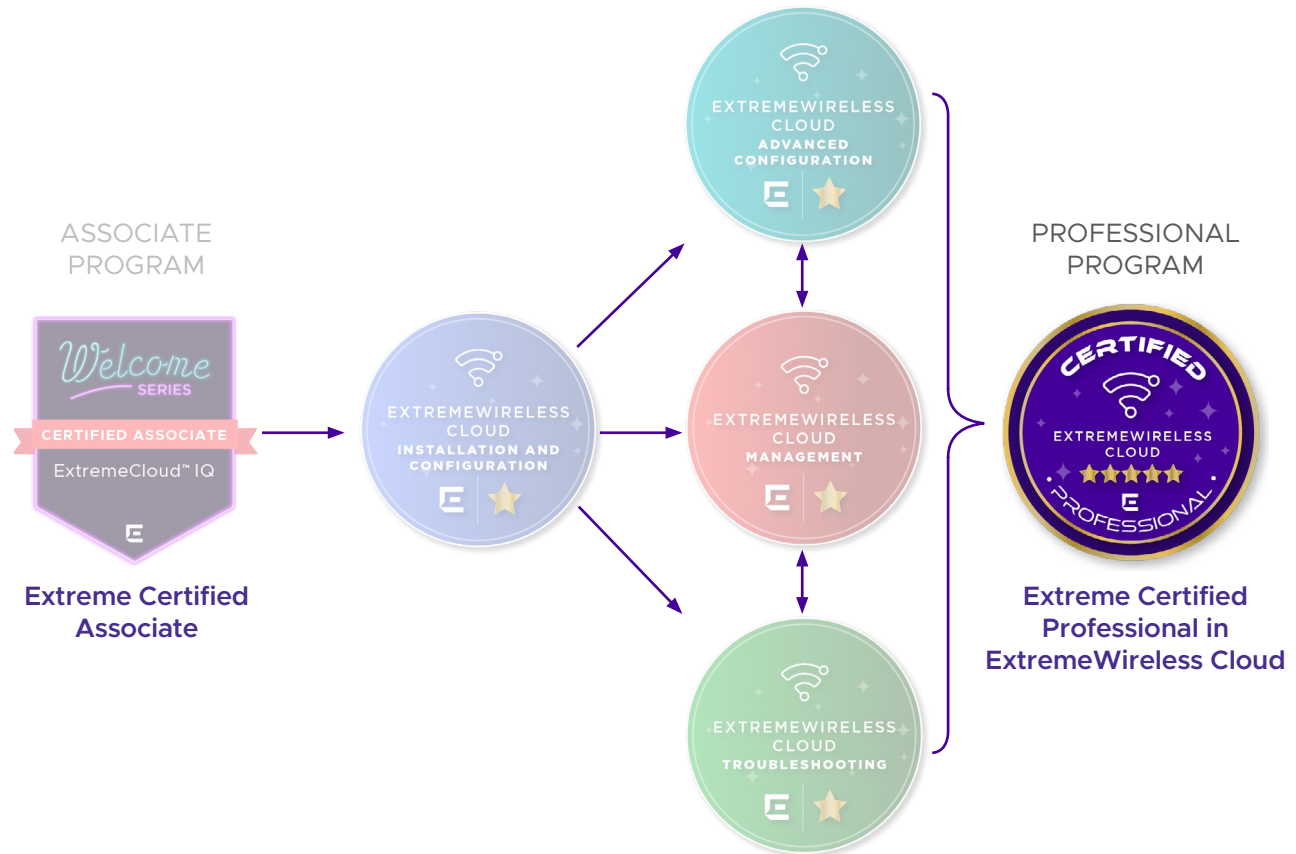 ASSOCIATE
PROGRAM
Welcome
SERIES
CERTIFIED ASSOCIATE
ExtremeCloud™ IQ
Extreme Certified
Associate
EXTREMEWIRELESS
CLOUD
INSTALLATION AND
CONFIGURATION
EXTREMEWIRELESS
CLOUD
ADVANCED
CONFIGURATION
EXTREMEWIRELESS
CLOUD
MANAGEMENT
EXTREMEWIRELESS
CLOUD
TROUBLESHOOTING
PROFESSIONAL
PROGRAM
CERTIFIED
EXTREMEWIRELESS
CLOUD
• PROFESSIONAL •
Extreme Certified
Professional in
ExtremeWireless Cloud